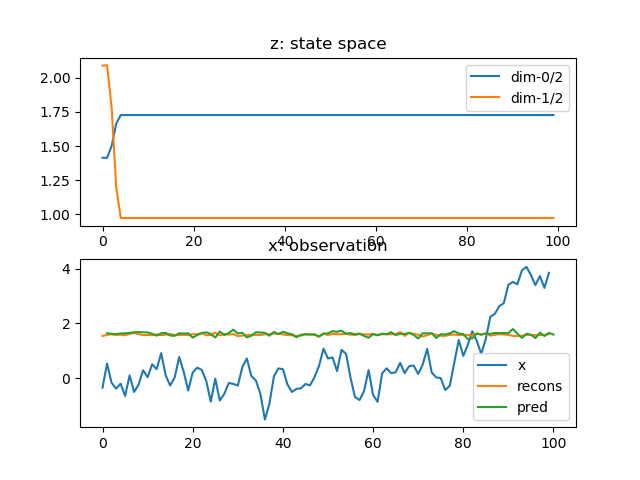 z: state space
2.00
1.75
1.50
1.25
1.00
dim-0/2
dim-1/2
0 20 40 60 80 100
x: observation
4
2
0
x
recons
pred
0 20 40 60 80 100